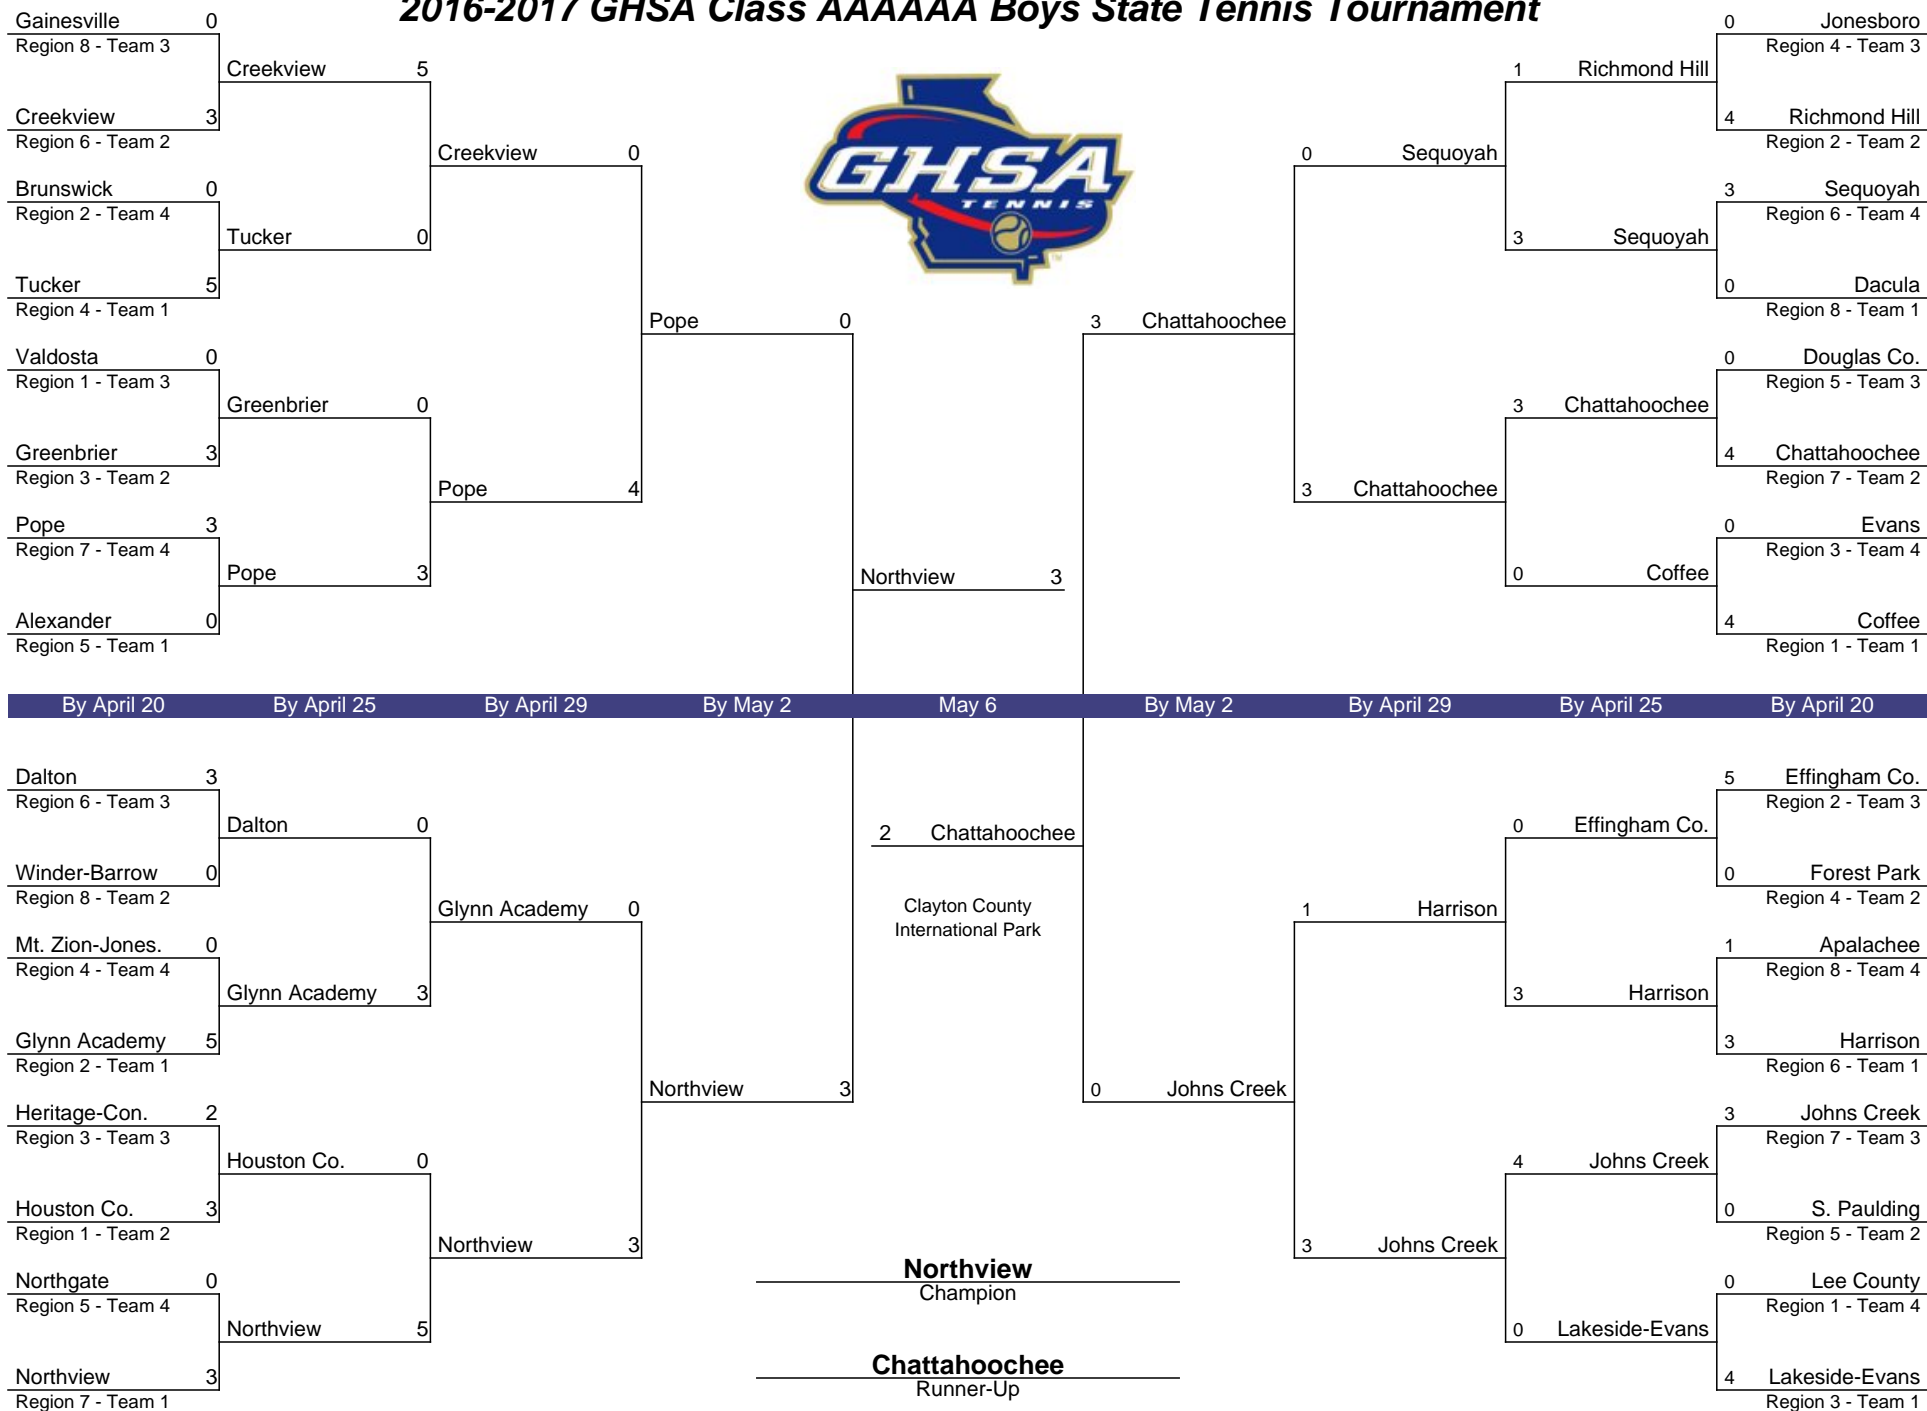 2016-2017 GHSA Class AAAAAA Boys State Tennis Tournament
Gainesville 0
Region 8 - Team 3
Creekview 5
Creekview 3
Region 6 - Team 2
Creekview 0
Brunswick 0
Region 2 - Team 4
Tucker 0
Tucker 5
Region 4 - Team 1
Pope 0
Valdosta 0
Region 1 - Team 3
Greenbrier 0
Greenbrier 3
Region 3 - Team 2
Pope 4
Pope 3
Region 7 - Team 4
Pope 3
Alexander 0
Region 5 - Team 1
GHSA
TENNIS
TM
Northview 3
0 Jonesboro
Region 4 - Team 3
1 Richmond Hill
4 Richmond Hill
Region 2 - Team 2
0 Sequoyah
3 Sequoyah
Region 6 - Team 4
3 Sequoyah
0 Dacula
Region 8 - Team 1
3 Chattahoochee
0 Douglas Co.
Region 5 - Team 3
3 Chattahoochee
4 Chattahoochee
Region 7 - Team 2
3 Chattahoochee
0 Evans
Region 3 - Team 4
0 Coffee
4 Coffee
Region 1 - Team 1
By April 20 By April 25 By April 29 By May 2 May 6 By May 2 By April 29 By April 25 By April 20
Dalton 3
Region 6 - Team 3
Dalton 0
Winder-Barrow 0
Region 8 - Team 2
Glynn Academy 0
Mt. Zion-Jones. 0
Region 4 - Team 4
Glynn Academy 3
Glynn Academy 5
Region 2 - Team 1
Northview 3
Heritage-Con. 2
Region 3 - Team 3
Houston Co. 0
Houston Co. 3
Region 1 - Team 2
Northview 3
Northgate 0
Region 5 - Team 4
Northview 5
Northview 3
Region 7 - Team 1
2 Chattahoochee
Clayton County
International Park
Northview
Champion
Chattahoochee
Runner-Up
5 Effingham Co.
Region 2 - Team 3
0 Effingham Co.
0 Forest Park
Region 4 - Team 2
1 Harrison
1 Apalachee
Region 8 - Team 4
3 Harrison
3 Harrison
Region 6 - Team 1
0 Johns Creek
3 Johns Creek
Region 7 - Team 3
4 Johns Creek
0 S. Paulding
Region 5 - Team 2
3 Johns Creek
0 Lee County
Region 1 - Team 4
0 Lakeside-Evans
4 Lakeside-Evans
Region 3 - Team 1